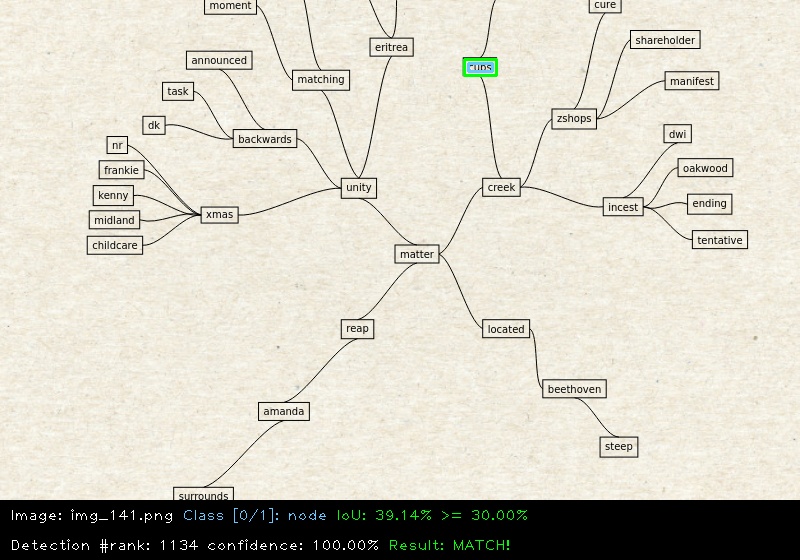 moment
cure
eritrea
shareholder
announced
cups
matching
manifest
task
zshops
dk
backwards
dwi
nr
frankie
oakwood
unity
creek
kenny
ending
xmas
incest
midland
tentative
childcare
matter
reap
located
beethoven
amanda
steep
surrounds
Image: img_141.png Class [0/1]: node IoU: 39.14% >= 30.00%
Detection #rank: 1134 confidence: 100.00% Result: MATCH!